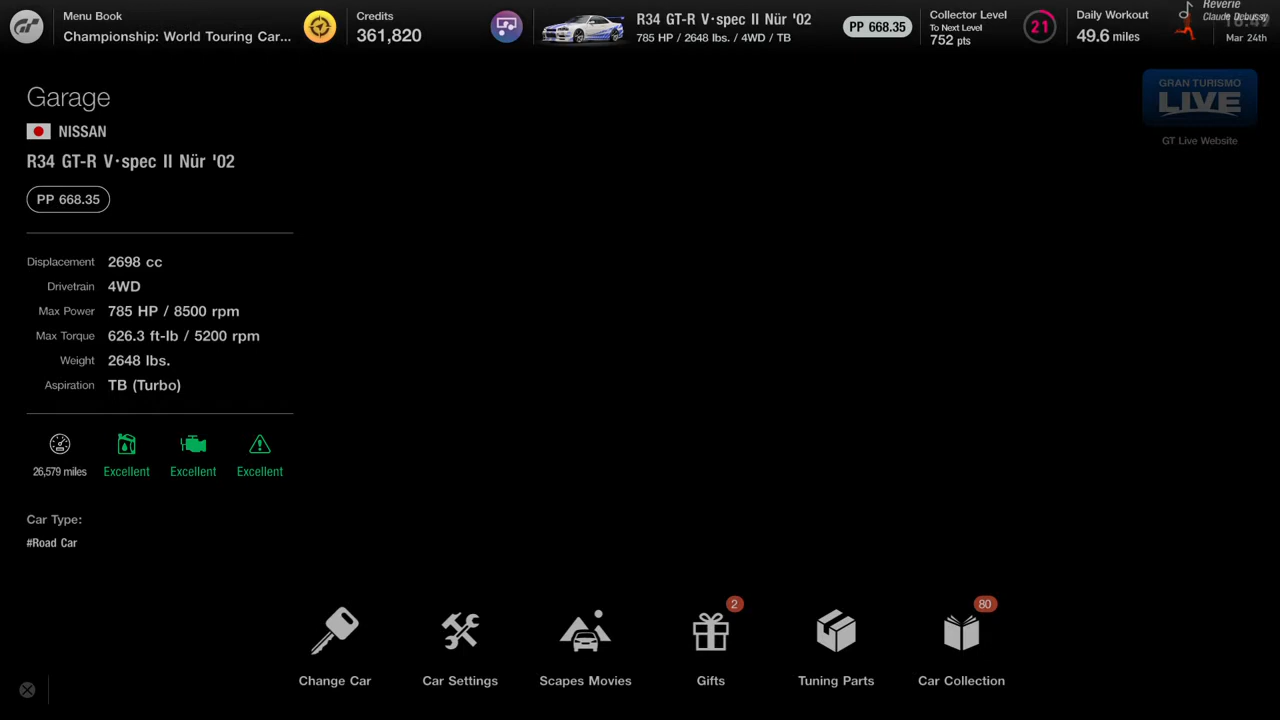 Menu Book
Championship: World Touring Car...
Credits
361,820
R34 GT-R V·spec II Nür '02
785 HP / 2648 lbs. / 4WD / TB
PP 668.35
Collector Level
To Next Level
752 pts
21
Daily Workout
49.6 miles
Reverie
Claude Debussy
Mar 24th
Garage
NISSAN
R34 GT-R V·spec II Nür '02
PP 668.35
GRAN TURISMO
LIVE
GT Live Website
Displacement 2698 cc
Drivetrain 4WD
Max Power 785 HP / 8500 rpm
Max Torque 626.3 ft-lb / 5200 rpm
Weight 2648 lbs.
Aspiration TB (Turbo)
26,579 miles Excellent Excellent Excellent
Car Type:
#Road Car
2
80
Change Car Car Settings Scapes Movies Gifts Tuning Parts Car Collection